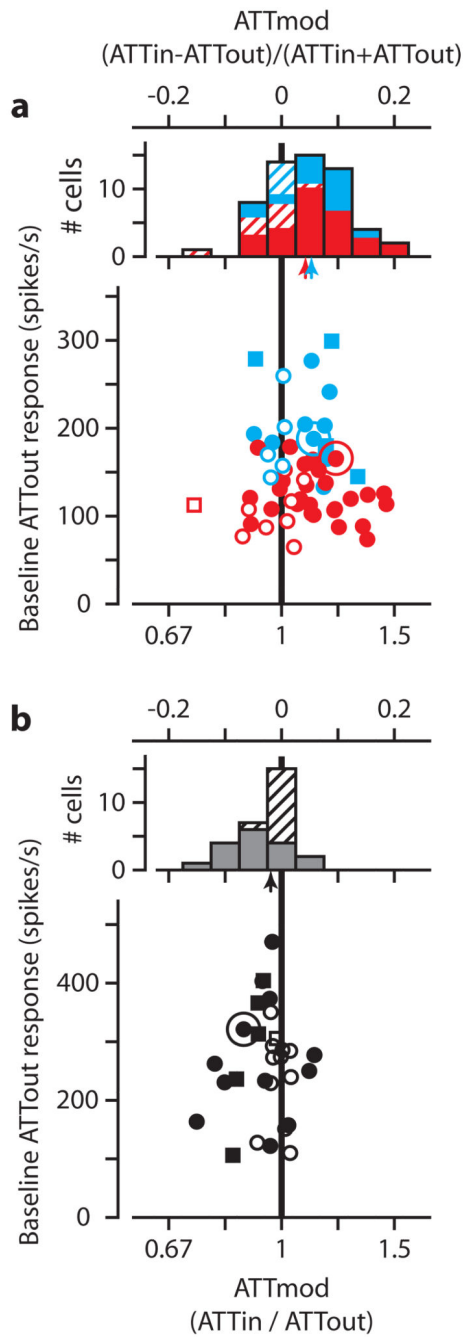 ATTmod
(ATTin-ATTout)/(ATTin+ATTout)
-0.2 0 0.2
a
# cells
10
0
Baseline ATTout response (spikes/s)
300
200
100
0
0.67 1 1.5
-0.2 0 0.2
b
# cells
10
0
Baseline ATTout response (spikes/s)
400
200
0
0.67 1 1.5
ATTmod
(ATTin / ATTout)